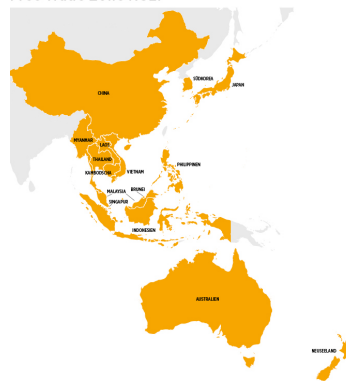 SÜDKOREA
JAPAN
CHINA
MYANMAR
LAOS
THAILAND
PHILIPPINEN
KAMBODSCHA
VIETNAM
MALAYSIA
BRUNEI
SINGAPUR
INDONESIEN
AUSTRALIEN
NEUSEELAND